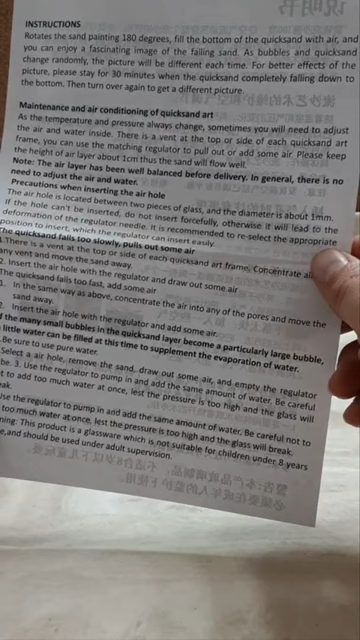 INSTRUCTIONS
Rotates the sand painting 180 degrees, fill the bottom of the quicksand with air, and
you can enjoy a fascinating image of the falling sand. As bubbles and quicksand
change randomly, the picture will be different each time. For better effects of the
picture, please stay for 30 minutes when the quicksand completely falling down to
the bottom. Then turn over again to get a different picture.
Maintenance and air conditioning of quicksand art
As the temperature and pressure always change, sometimes you will need to adjust
the air and water inside. There is a vent at the top or side of each quicksand art
frame, you can use the matching regulator to pull out or add some air. Please keep
the height of air layer about 1cm thus the sand will flow well.
Note: The air layer has been well balanced before delivery. In general, there is no
need to adjust the air and water.
Precautions when inserting the air hole
The air hole is located between two pieces of glass, and the diameter is about 1mm.
If the hole can't be inserted, do not insert forcefully, otherwise it will lead to the
deformation of the regulator needle. It is recommended to re-select the appropriate
position to insert, which the regulator can insert easily.
The quicksand falls too slowly, pulls out some air
1. There is a vent at the top or side of each quicksand art frame. Concentrate air
any vent and move the sand away.
2. Insert the air hole with the regulator and draw out some air
The quicksand falls too fast, add some air
1. In the same way as above, concentrate the air into any of the pores and move the
sand away.
2. Insert the air hole with the regulator and add some air.
f the many small bubbles in the quicksand layer become a particularly large bubble,
little water can be filled at this time to supplement the evaporation of water.
Be sure to use pure water.
Select a air hole, remove the sand, draw out some air, and empty the regulator
be. 3. Use the regulator to pump in and add the same amount of water. Be careful
t to add too much water at once, lest the pressure is too high and the glass will
eak.
Use the regulator to pump in and add the same amount of water. Be careful not to
too much water at once, lest the pressure is too high and the glass will break.
ning: This product is a glassware which is not suitable for children under 8 years
e, and should be used under adult supervision.